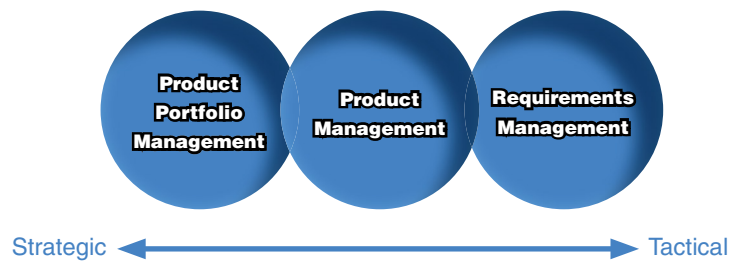 Product
Portfolio
Management
Product
Management
Requirements
Management
Strategic
Tactical